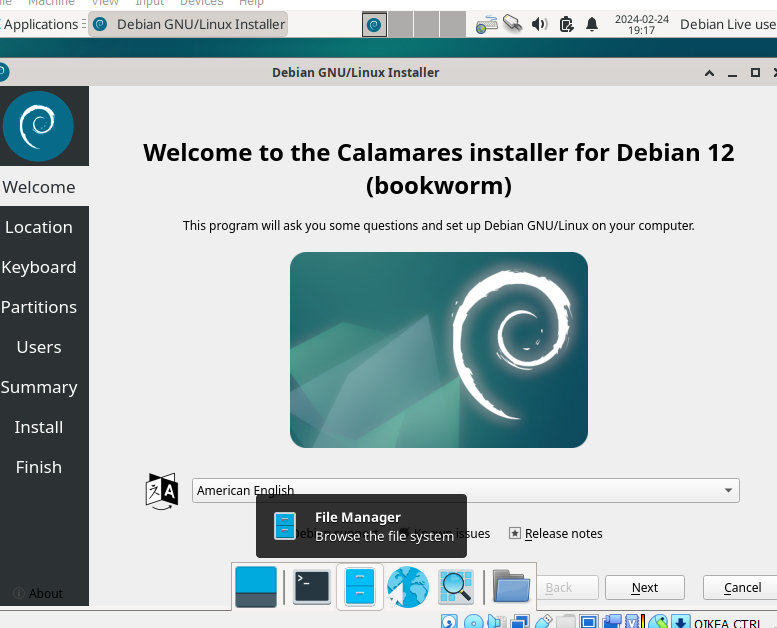 Machine View Input Devices Help
Applications Debian GNU/Linux Installer 2024-02-24 19:17 Debian Live use
Debian GNU/Linux Installer
Welcome to the Calamares installer for Debian 12
(bookworm)
This program will ask you some questions and set up Debian GNU/Linux on your computer.
Welcome
Location
Keyboard
Partitions
Users
Summary
Install
Finish
American English
File Manager
Browse the file system
issues Release notes
About
Back Next Cancel
CTRL